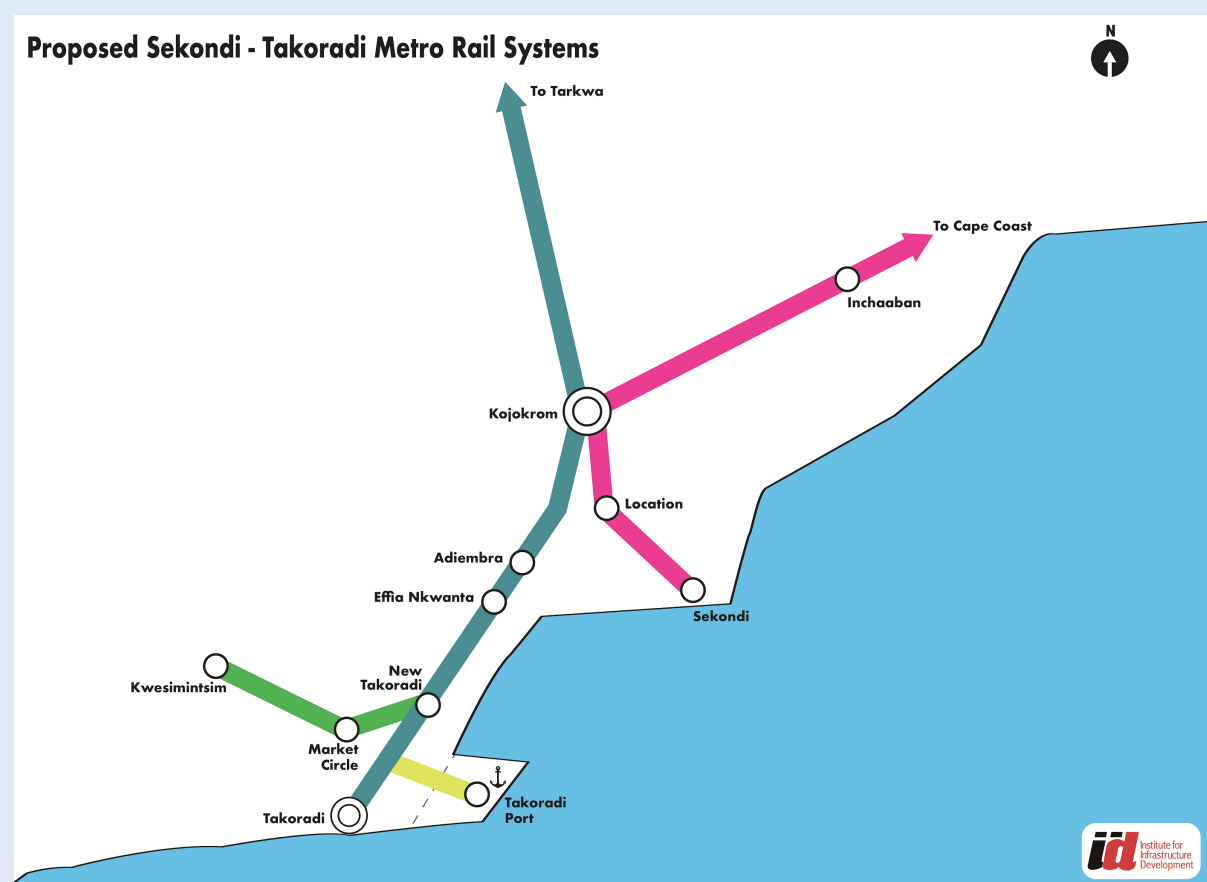 Proposed Sekondi - Takoradi Metro Rail Systems
N
To Tarkwa
To Cape Coast
Inchaaban
Kojokrom
Location
Adiembra
Effia Nkwanta
Sekondi
New
Takoradi
Kwesimintsim
Market
Circle
Takoradi
Port
Takoradi
iid
Institute for
Infrastructure
Development